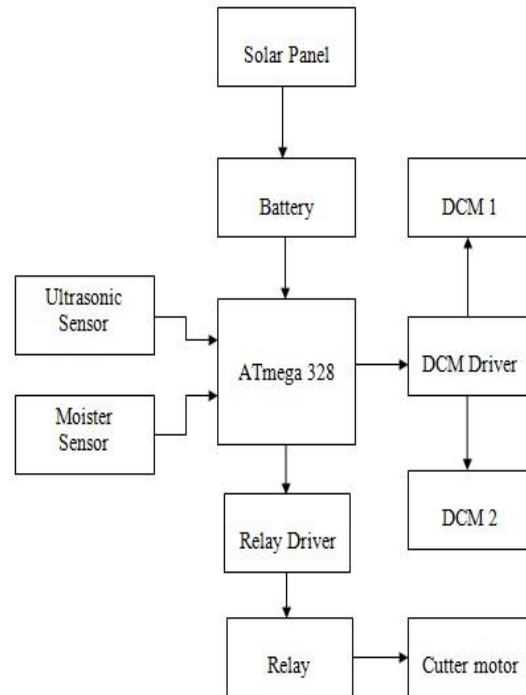 Solar Panel
Battery
DCM 1
Ultrasonic
Sensor
ATmega 328
DCM Driver
Moister
Sensor
DCM 2
Relay Driver
Relay
Cutter motor